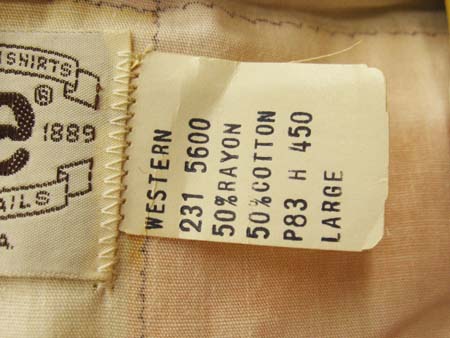 SHIRTS
e®
1889
AILS
A.
WESTERN
231 5600
50%RAYON
50%COTTON
P83 H 450
LARGE